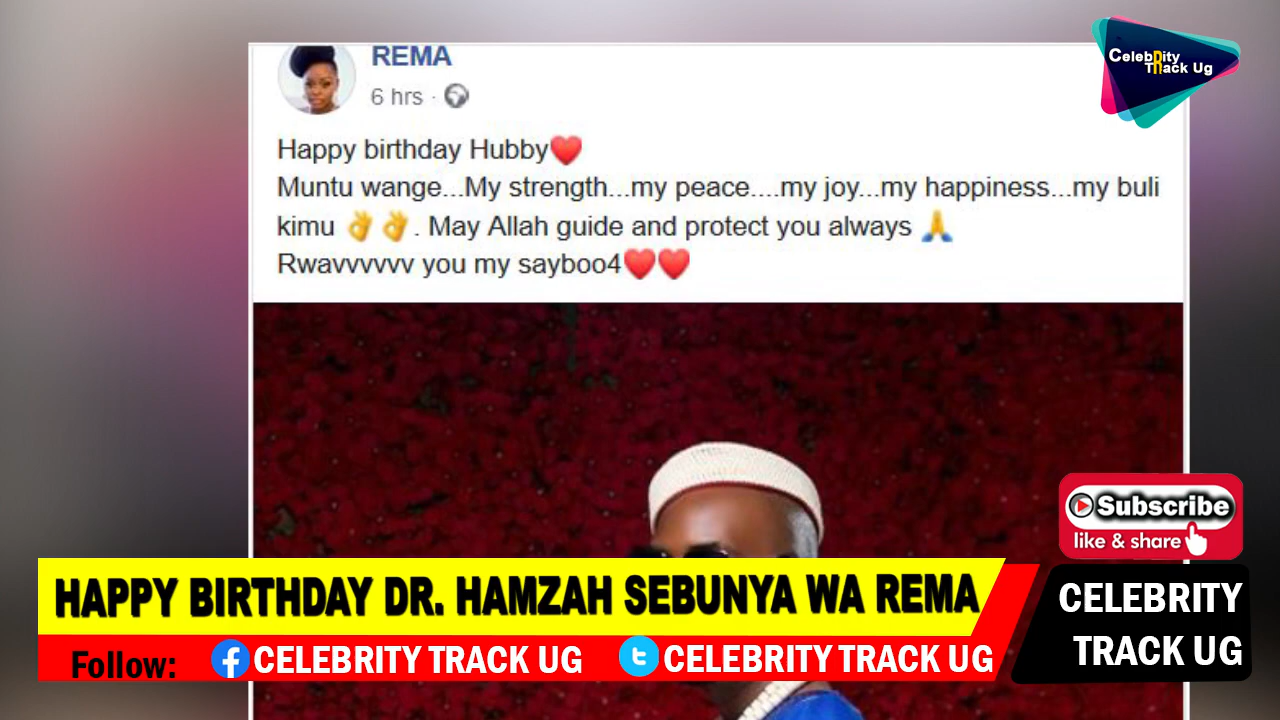 REMA
6 hrs ·
Happy birthday Hubby❤️
Muntu wange...My strength...my peace....my joy...my happiness...my buli
kimu 👌👌. May Allah guide and protect you always 🙏
Rwavvvvvv you my sayboo4❤️❤️
CelebRity
TRack Ug
Subscribe
like & share
HAPPY BIRTHDAY DR. HAMZAH SEBUNYA WA REMA
Follow: CELEBRITY TRACK UG CELEBRITY TRACK UG
CELEBRITY
TRACK UG